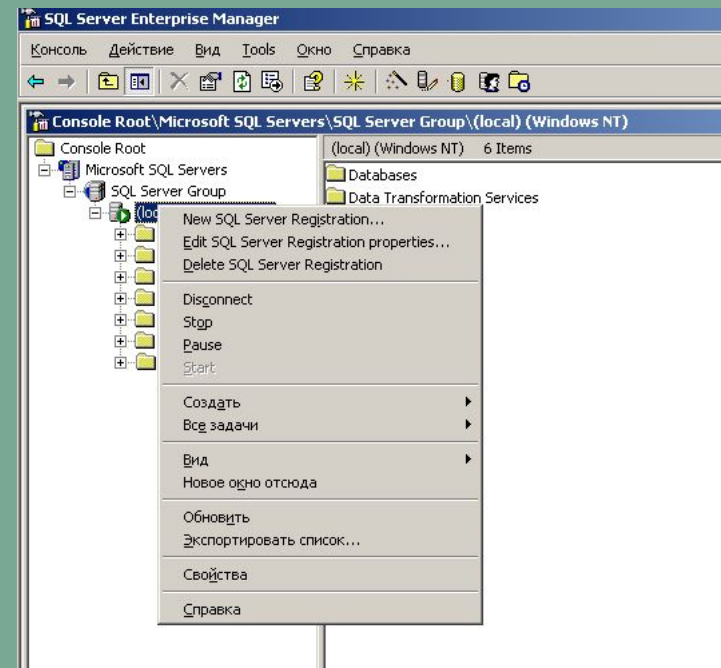 SQL Server Enterprise Manager
Консоль Действие Вид Tools Окно Справка
Console Root\Microsoft SQL Servers\SQL Server Group\(local) (Windows NT)
Console Root
(local) (Windows NT) 6 Items
Microsoft SQL Servers
Databases
SQL Server Group
Data Transformation Services
New SQL Server Registration...
Edit SQL Server Registration properties...
Delete SQL Server Registration
Disconnect
Stop
Pause
Start
Создать
Все задачи
Вид
Новое окно отсюда
Обновить
Экспортировать список...
Свойства
Справка